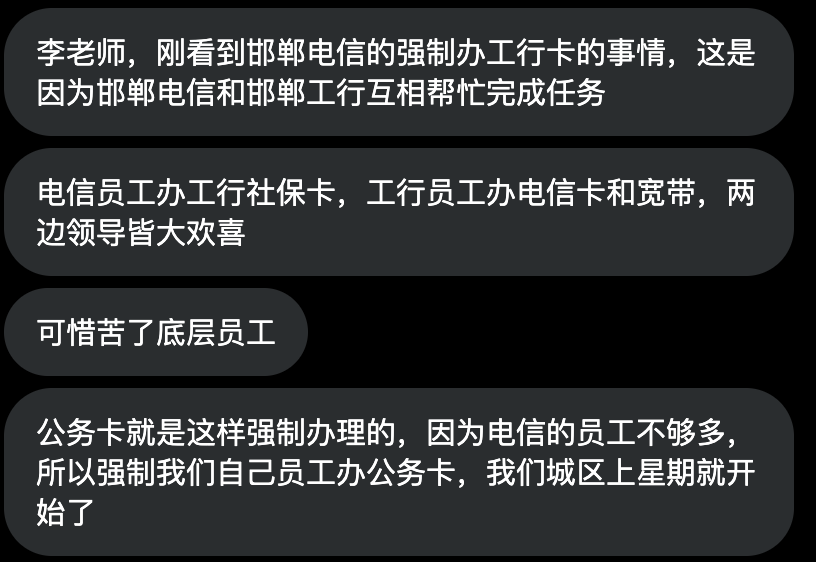 李老师，刚看到邯郸电信的强制办工行卡的事情，这是
因为邯郸电信和邯郸工行互相帮忙完成任务
电信员工办工行社保卡，工行员工办电信卡和宽带，两
边领导皆大欢喜
可惜苦了底层员工
公务卡就是这样强制办理的，因为电信的员工不够多，
所以强制我们自己员工办公务卡，我们城区上星期就开
始了